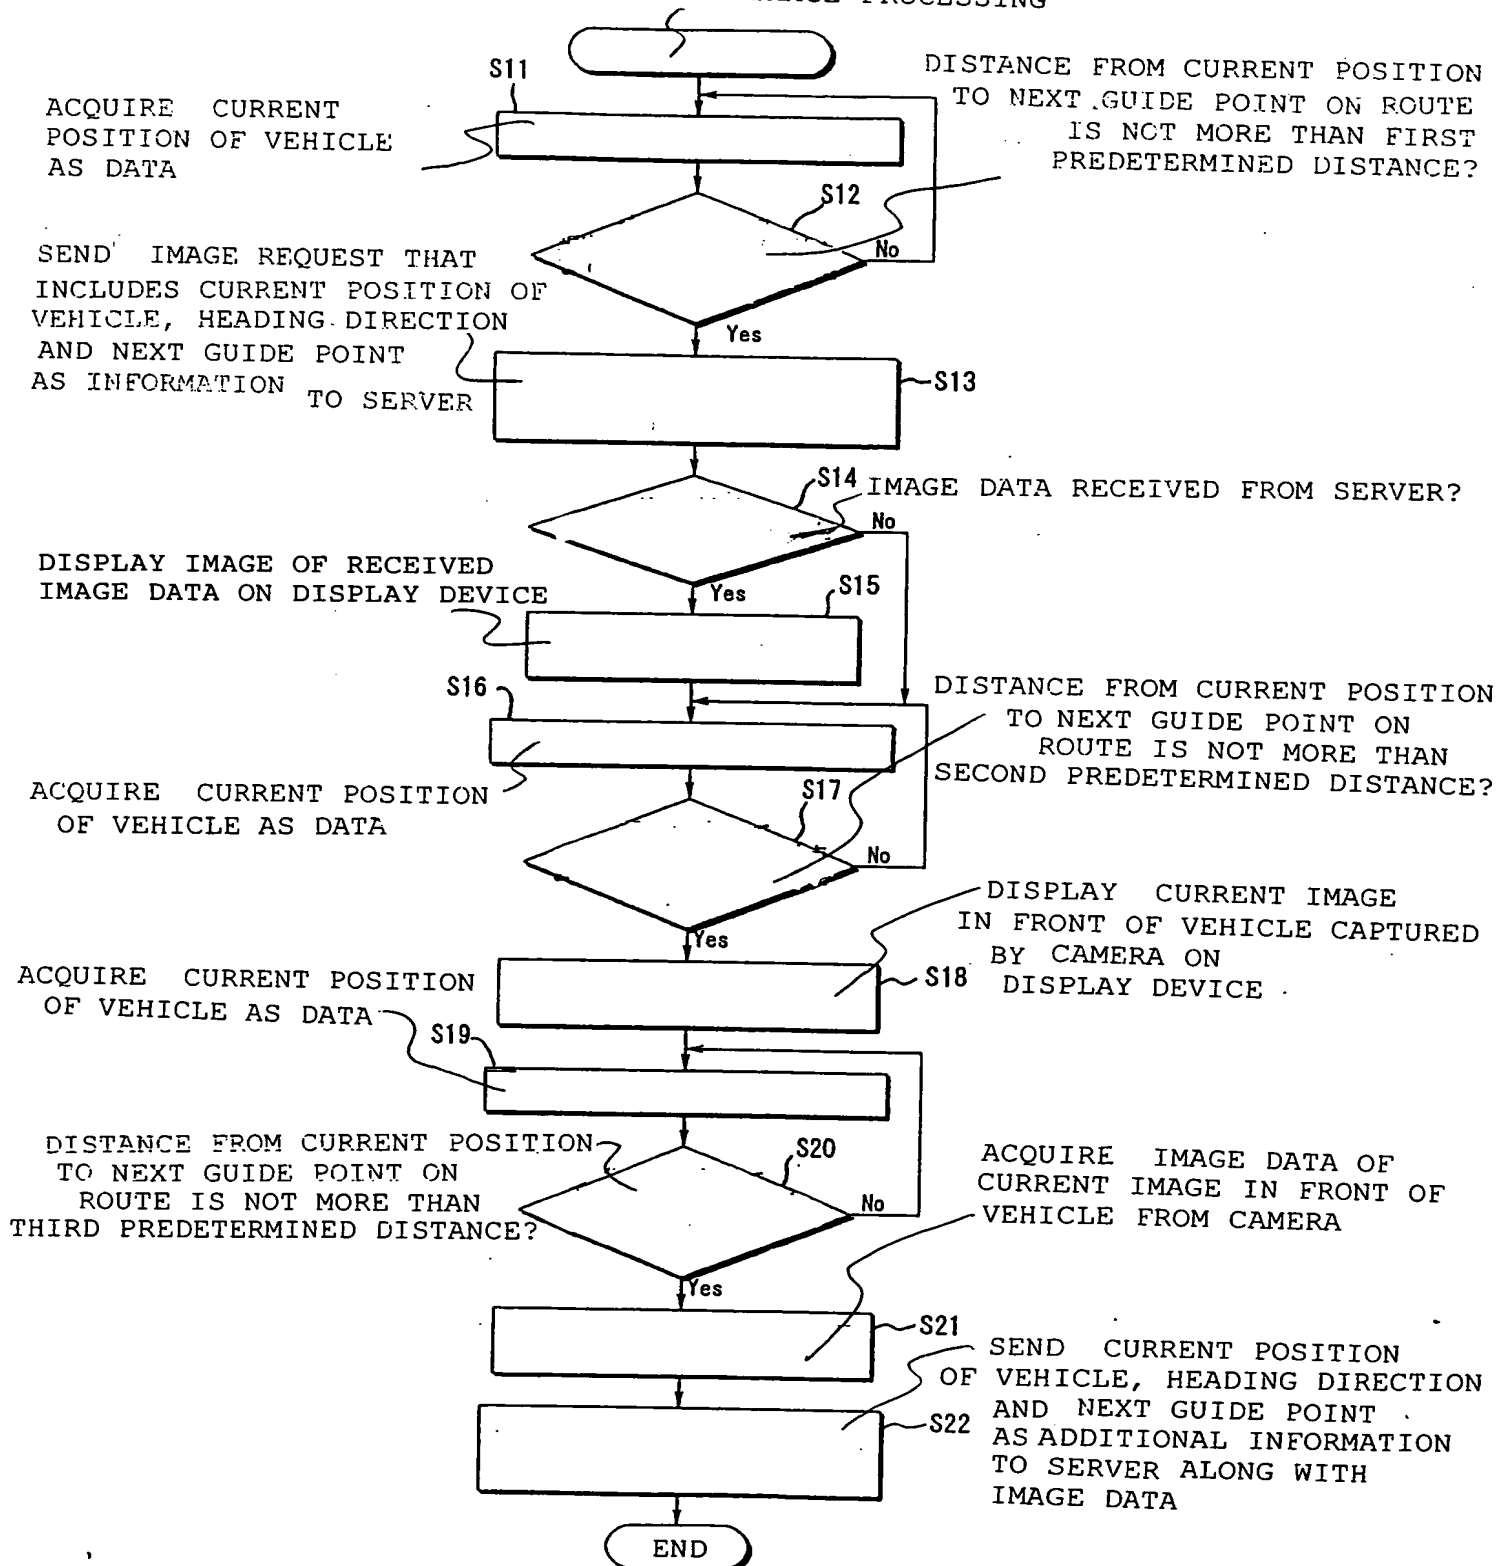 PROCESSING
S11
ACQUIRE CURRENT
POSITION OF VEHICLE
AS DATA
DISTANCE FROM CURRENT POSITION
TO NEXT GUIDE POINT ON ROUTE
IS NOT MORE THAN FIRST
PREDETERMINED DISTANCE?
S12
No
Yes
SEND IMAGE REQUEST THAT
INCLUDES CURRENT POSITION OF
VEHICLE, HEADING DIRECTION
AND NEXT GUIDE POINT
AS INFORMATION
TO SERVER
S13
S14
IMAGE DATA RECEIVED FROM SERVER?
No
Yes
DISPLAY IMAGE OF RECEIVED
IMAGE DATA ON DISPLAY DEVICE
S15
S16
DISTANCE FROM CURRENT POSITION
TO NEXT GUIDE POINT ON
ROUTE IS NOT MORE THAN
SECOND PREDETERMINED DISTANCE?
ACQUIRE CURRENT POSITION
OF VEHICLE AS DATA
S17
No
Yes
DISPLAY CURRENT IMAGE
IN FRONT OF VEHICLE CAPTURED
BY CAMERA ON
DISPLAY DEVICE
S18
ACQUIRE CURRENT POSITION
OF VEHICLE AS DATA
S19
DISTANCE FROM CURRENT POSITION
TO NEXT GUIDE POINT ON
ROUTE IS NOT MORE THAN
THIRD PREDETERMINED DISTANCE?
S20
No
Yes
ACQUIRE IMAGE DATA OF
CURRENT IMAGE IN FRONT OF
VEHICLE FROM CAMERA
S21
SEND CURRENT POSITION
OF VEHICLE, HEADING DIRECTION
AND NEXT GUIDE POINT
AS ADDITIONAL INFORMATION
TO SERVER ALONG WITH
IMAGE DATA
S22
END